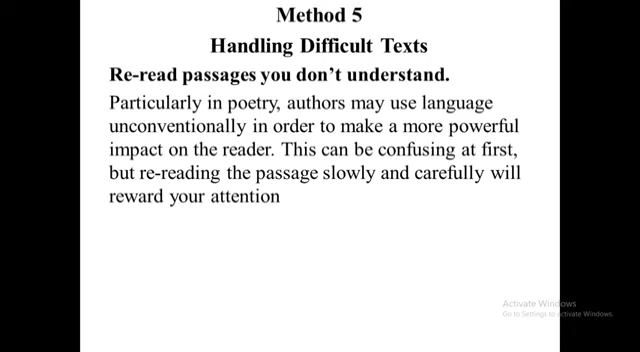 Method 5
Handling Difficult Texts
Re-read passages you don’t understand.
Particularly in poetry, authors may use language
unconventionally in order to make a more powerful
impact on the reader. This can be confusing at first,
but re-reading the passage slowly and carefully will
reward your attention
Activate Windows
Go to Settings to activate Windows.